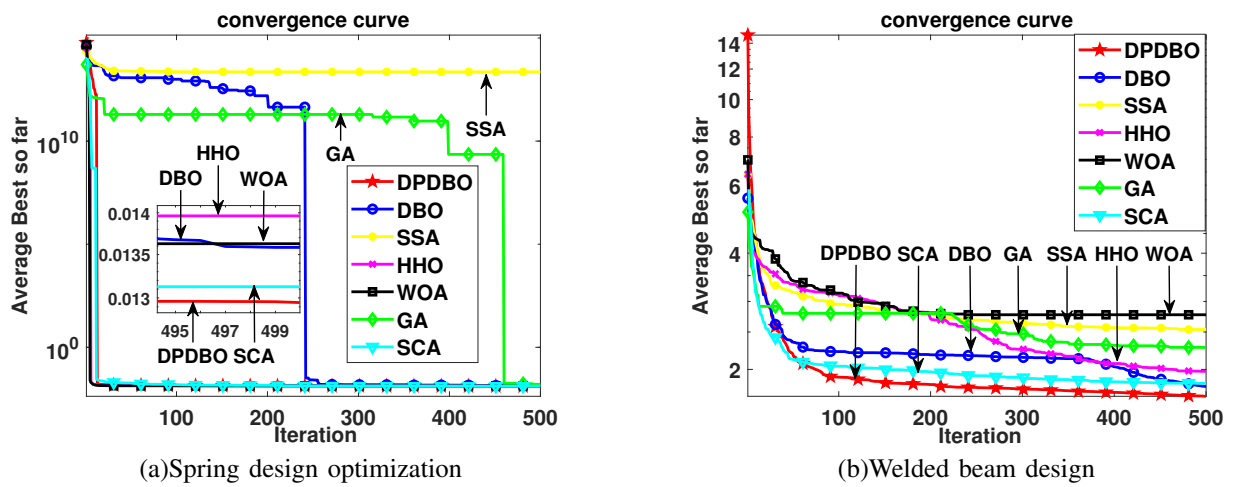 convergence curve
Average Best so far
10^10
10^0
SSA
GA
HHO
DBO
WOA
0.014
0.0135
0.013
495
497
499
DPDBO
SCA
DPDBO
DBO
SSA
HHO
WOA
GA
SCA
100
200
300
400
500
Iteration
(a)Spring design optimization
convergence curve
Average Best so far
14
12
10
8
6
4
2
DPDBO
DBO
SSA
HHO
WOA
GA
SCA
DPDBO
SCA
DBO
GA
SSA
HHO
WOA
100
200
300
400
500
Iteration
(b)Welded beam design